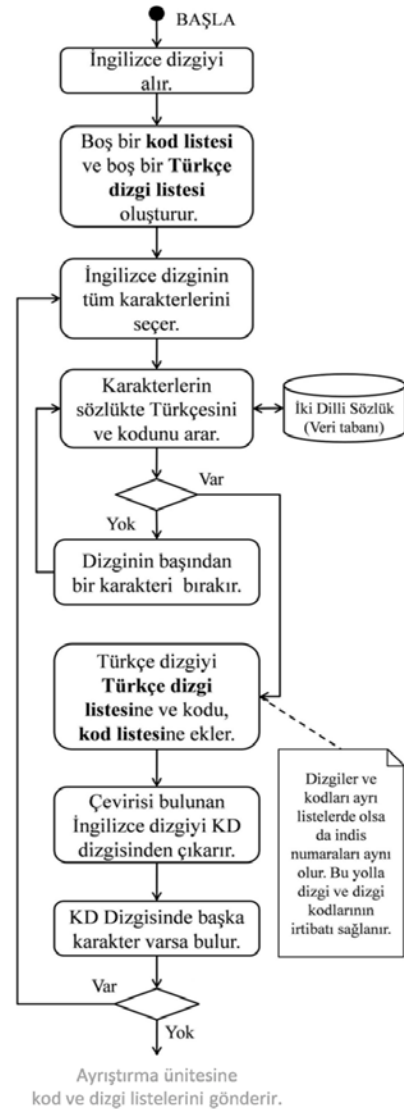 BAŞLA
İngilizce dizgiyi
alır.
Boş bir kod listesi
ve boş bir Türkçe
dizgi listesi
oluşturur.
İngilizce dizginin
tüm karakterlerini
seçer.
Karakterlerin
sözlükte Türkçesini
ve kodunu arar.
İki Dilli Sözlük
(Veri tabanı)
Var
Yok
Dizginin başından
bir karakteri bırakır.
Türkçe dizgiyi
Türkçe dizgi
listesine ve kodu,
kod listesine ekler.
Dizgiler ve
kodları ayrı
listelerde olsa
da indis
numaraları aynı
olur. Bu yolla
dizgi ve dizgi
kodlarının
irtibatı sağlanır.
Çevirisi bulunan
İngilizce dizgiyi KD
dizgisinden çıkarır.
KD Dizgisinde başka
karakter varsa bulur.
Var
Yok
Ayrıştırma ünitesine
kod ve dizgi listelerini gönderir.